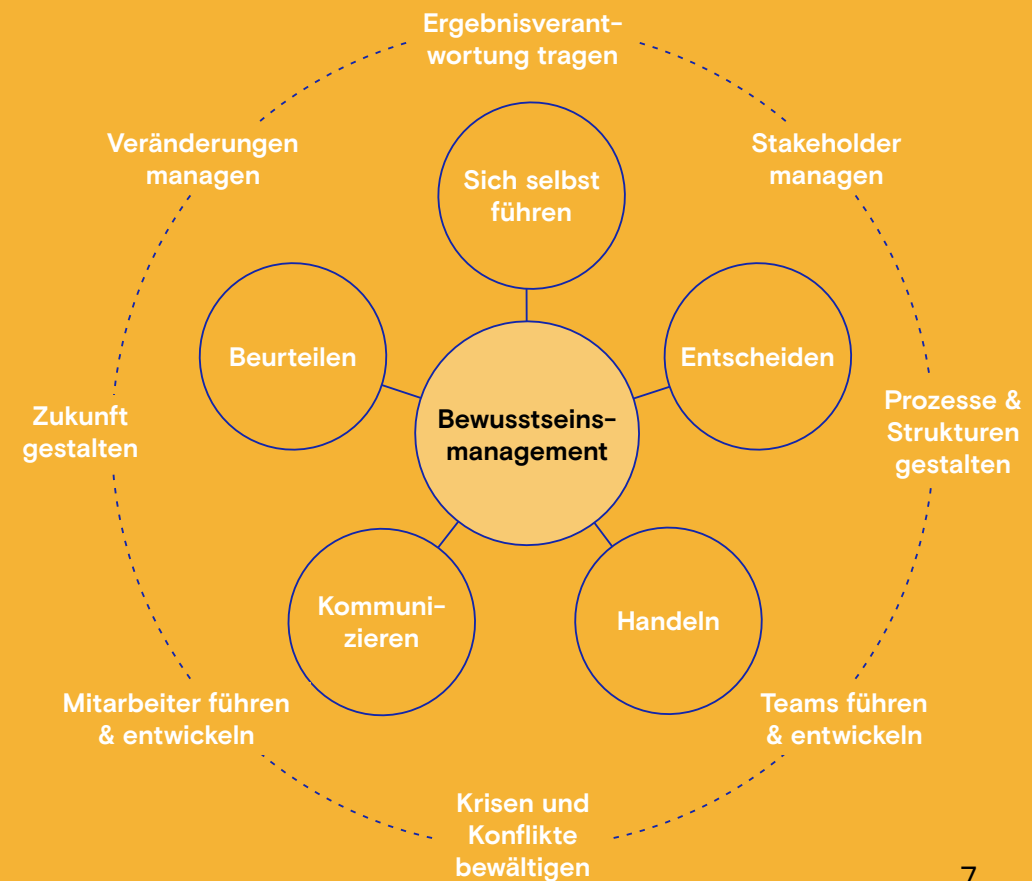 Ergebnisverant-
wortung tragen
Veränderungen
managen
Stakeholder
managen
Sich selbst
führen
Beurteilen
Entscheiden
Bewusstseins-
management
Zukunft
gestalten
Prozesse &
Strukturen
gestalten
Kommuni-
zieren
Handeln
Mitarbeiter führen
& entwickeln
Teams führen
& entwickeln
Krisen und
Konflikte
bewältigen
7